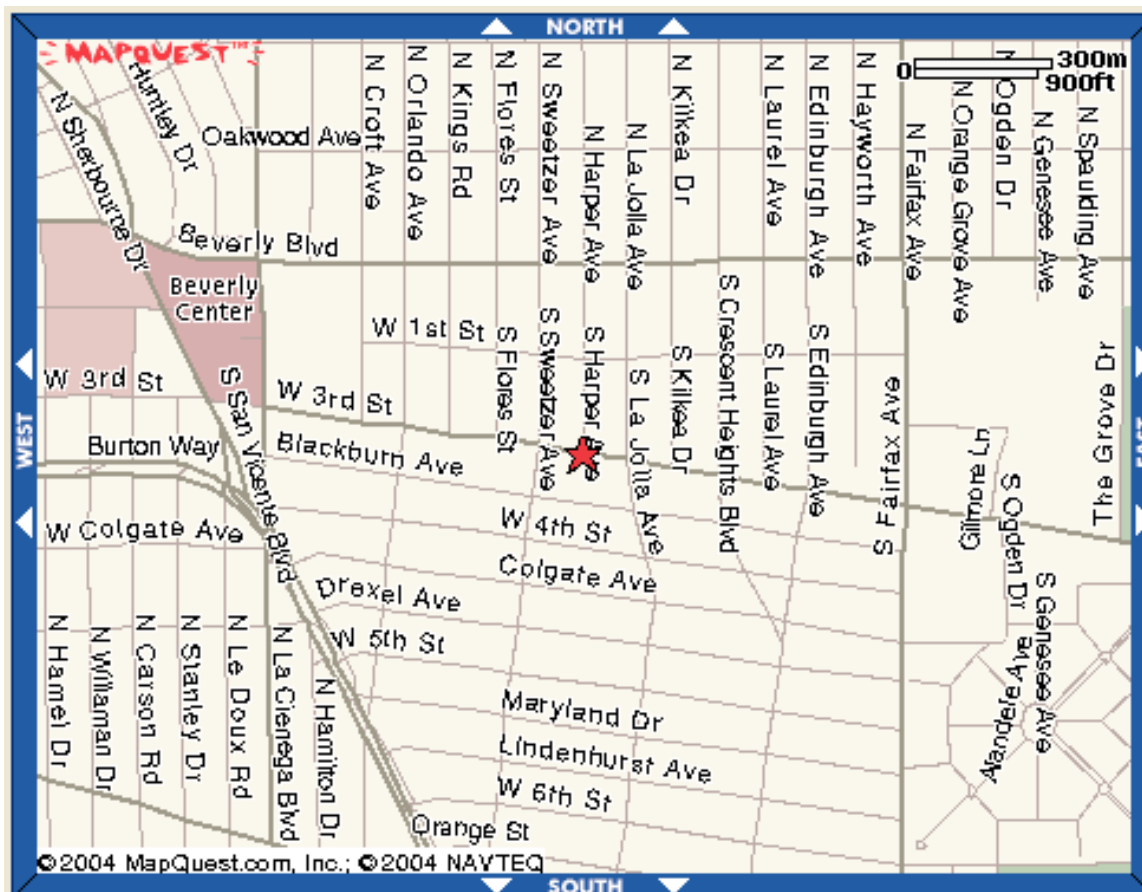 NORTH
MAPQUEST™
0 300m
900ft
N Sherbourne Dr
Huntley Dr
Oakwood Ave
N Croft Ave
N Orlando Ave
N Kings Rd
N Flores St
N Sweetzer Ave
N Harper Ave
N La Jolla Ave
N Kilkea Dr
N Laurel Ave
N Edinburgh Ave
N Hayworth Ave
N Fairfax Ave
N Orange Grove Ave
N Ogden Dr
N Genesee Ave
N Spaulding Ave
Beverly Blvd
Beverly
Center
W 1st St
S Flores St
S Sweetzer Ave
S Harper Ave
S La Jolla Ave
S Kilkea Dr
S Crescent Heights Blvd
S Laurel Ave
S Edinburgh Ave
S Fairfax Ave
The Grove Dr
W 3rd St
W 3rd St
WEST
EAST
S San Vicente Blvd
Burton Way
Blackburn Ave
W Colgate Ave
W 4th St
Colgate Ave
Gilmore Ln
S Ogden Dr
Drexel Ave
W 5th St
S Genesee Ave
Alandele Ave
N Hamel Dr
N Willaman Dr
N Carson Rd
N Stanley Dr
N Le Doux Rd
N La Cienega Blvd
N Hamilton Dr
Maryland Dr
Lindenhurst Ave
W 6th St
Orange St
©2004 MapQuest.com, Inc.; ©2004 NAVTEQ
SOUTH